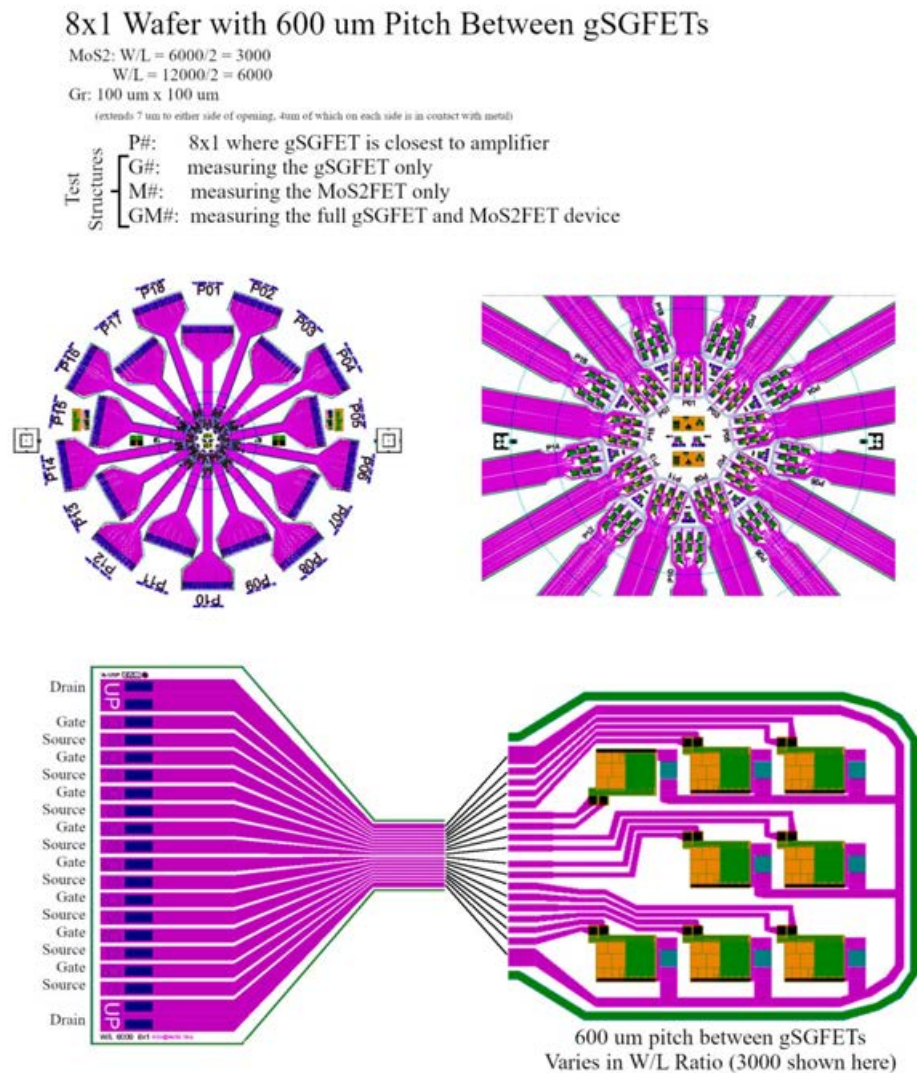 8x1 Wafer with 600 um Pitch Between gSGFETs
MoS2: W/L = 6000/2 = 3000
W/L = 12000/2 = 6000
Gr: 100 um x 100 um
(extends 7 um to either side of opening, 4um of which on each side is in contact with metal)
P#: 8x1 where gSGFET is closest to amplifier
Test Structures
G#: measuring the gSGFET only
M#: measuring the MoS2FET only
GM#: measuring the full gSGFET and MoS2FET device
P01
P02
P03
P04
P05
P06
P07
P08
P09
P10
P11
P12
P13
P14
P15
P16
P17
P18
P01
P10
P12
P14
Drain
Gate
Source
Gate
Source
Gate
Source
Gate
Source
Gate
Source
Gate
Source
Gate
Source
Gate
Source
Drain
UP
UP
600 um pitch between gSGFETs
Varies in W/L Ratio (3000 shown here)